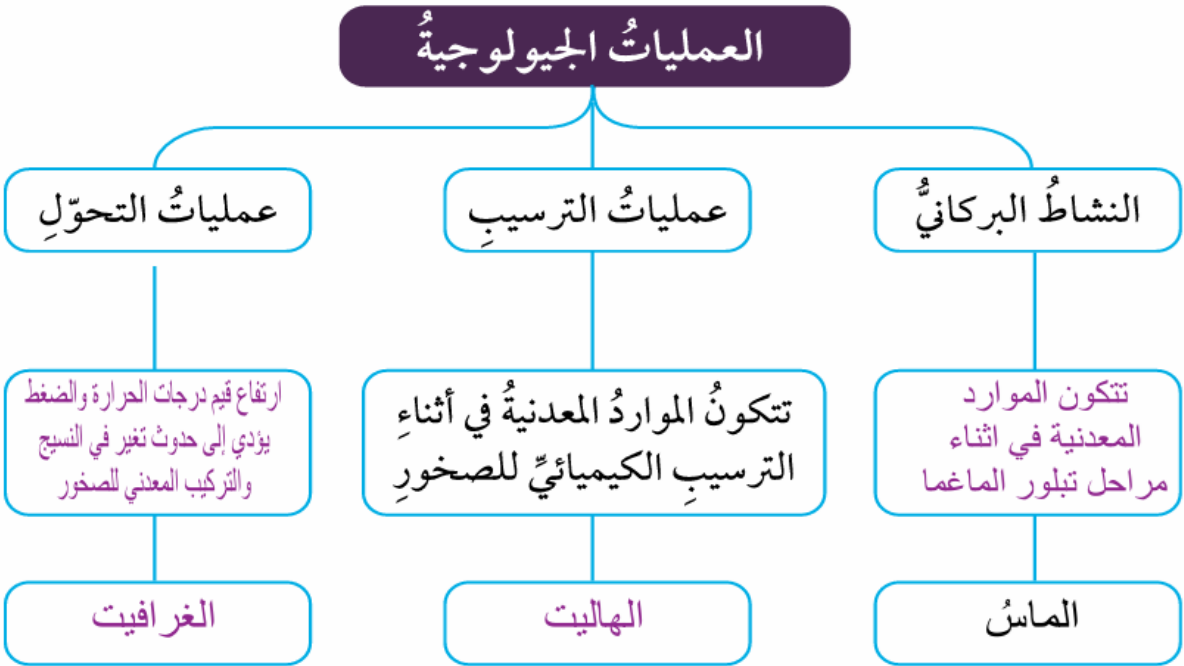 العملياتُ الجيولوجيةُ
النشاطُ البركانيُّ
عملياتُ الترسيبِ
عملياتُ التحوّلِ
تتكون الموارد
المعدنية في اثناء
مراحل تبلور الماغما
تتكونُ المواردُ المعدنيةُ في أثناءِ
الترسيبِ الكيميائيِّ للصخورِ
ارتفاع قيم درجات الحرارة والضغط
يؤدي إلى حدوث تغير في النسيج
والتركيب المعدني للصخور
الماسُ
الهاليت
الغرافيت